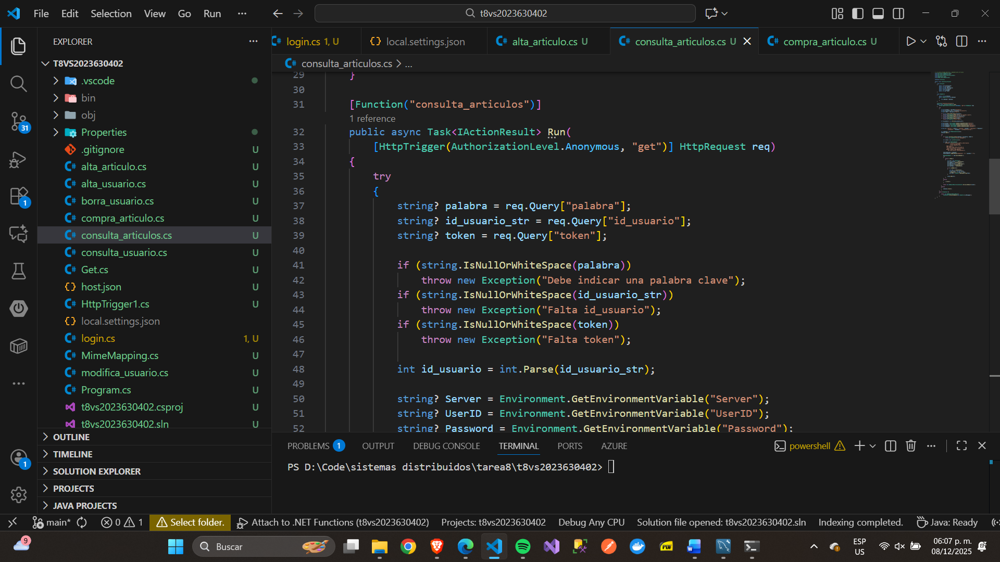 File Edit Selection View Go Run ···
t8vs2023630402
EXPLORER
T8VS2023630402
.vscode
bin
obj
Properties
.gitignore U
alta_articulo.cs U
alta_usuario.cs U
borra_usuario.cs U
compra_articulo.cs U
consulta_articulos.cs U
consulta_usuario.cs U
Get.cs U
host.json U
HttpTrigger1.cs U
local.settings.json
login.cs 1, U
MimeMapping.cs U
modifica_usuario.cs U
Program.cs U
t8vs2023630402.csproj U
t8vs2023630402.sln U
OUTLINE
TIMELINE
SOLUTION EXPLORER
PROJECTS
JAVA PROJECTS
31
1
1
login.cs 1, U
local.settings.json
alta_articulo.cs U
consulta_articulos.cs U
compra_articulo.cs U
consulta_articulos.cs > ...
29 }
30
31 [Function("consulta_articulos")]
1 reference
32 public async Task<IActionResult> Run(
33 [HttpTrigger(AuthorizationLevel.Anonymous, "get")] HttpRequest req)
34 {
35 try
36 {
37 string? palabra = req.Query["palabra"];
38 string? id_usuario_str = req.Query["id_usuario"];
39 string? token = req.Query["token"];
40
41 if (string.IsNullOrWhiteSpace(palabra))
42 throw new Exception("Debe indicar una palabra clave");
43 if (string.IsNullOrWhiteSpace(id_usuario_str))
44 throw new Exception("Falta id_usuario");
45 if (string.IsNullOrWhiteSpace(token))
46 throw new Exception("Falta token");
47
48 int id_usuario = int.Parse(id_usuario_str);
49
50 string? Server = Environment.GetEnvironmentVariable("Server");
51 string? UserID = Environment.GetEnvironmentVariable("UserID");
52 string? Password = Environment.GetEnvironmentVariable("Password");
PROBLEMS 1 OUTPUT DEBUG CONSOLE TERMINAL PORTS AZURE
powershell
PS D:\Code\sistemas distribuidos\tarea8\t8vs2023630402>
main* 0 1 Select folder. Attach to .NET Functions (t8vs2023630402) Projects: t8vs2023630402 Debug Any CPU Solution file opened: t8vs2023630402.sln Indexing completed. Java: Ready
9
Buscar
PDF
ESP
US
06:07 p. m.
08/12/2025